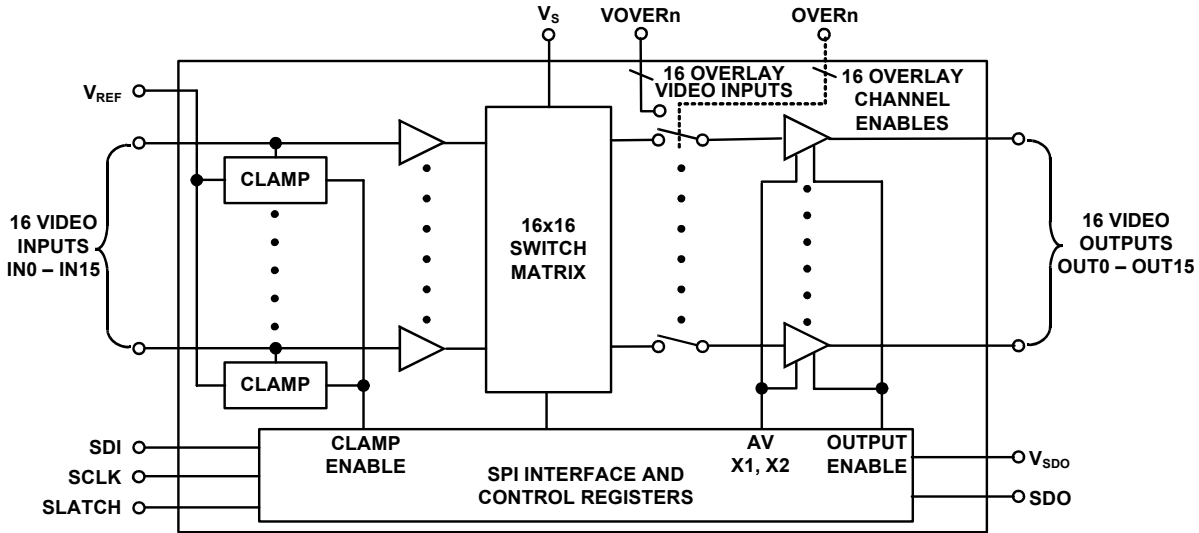 VS
VOVERn
OVERn
16 OVERLAY
VIDEO INPUTS
16 OVERLAY
CHANNEL
ENABLES
VREF
CLAMP
16 VIDEO
INPUTS
IN0 – IN15
16x16
SWITCH
MATRIX
16 VIDEO
OUTPUTS
OUT0 – OUT15
CLAMP
SDI
SCLK
SLATCH
CLAMP
ENABLE
SPI INTERFACE AND
CONTROL REGISTERS
AV
X1, X2
OUTPUT
ENABLE
VSDO
SDO